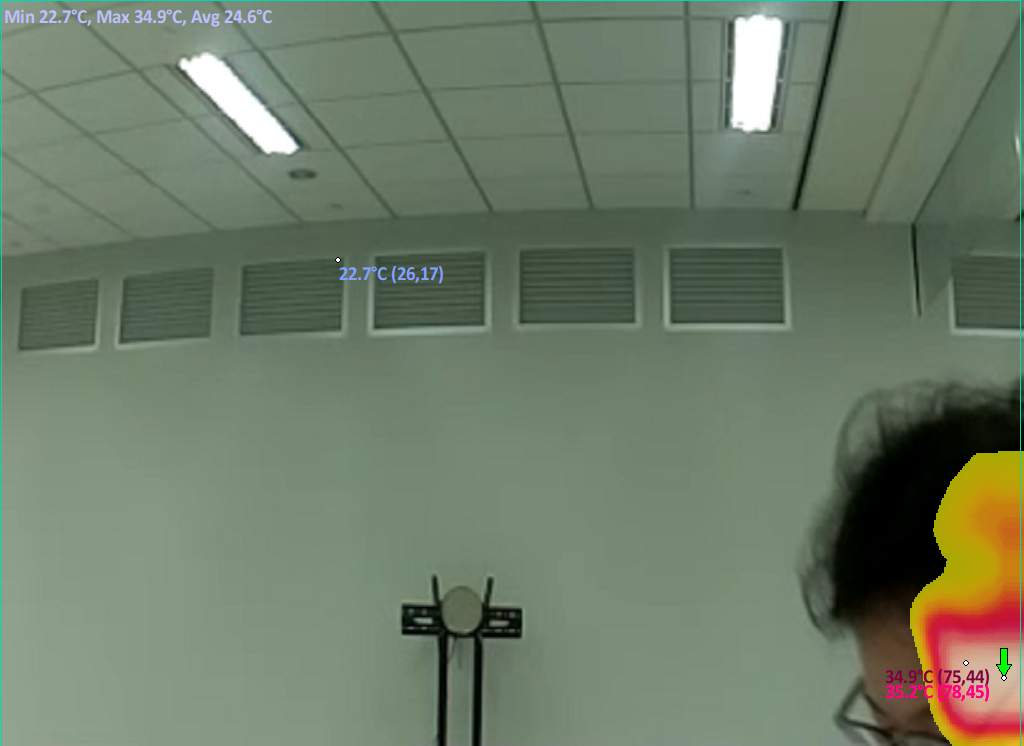 Min 22.7°C, Max 34.9°C, Avg 24.6°C
22.7°C (26,17)
34.9°C (75,44)
35.2°C (78,45)